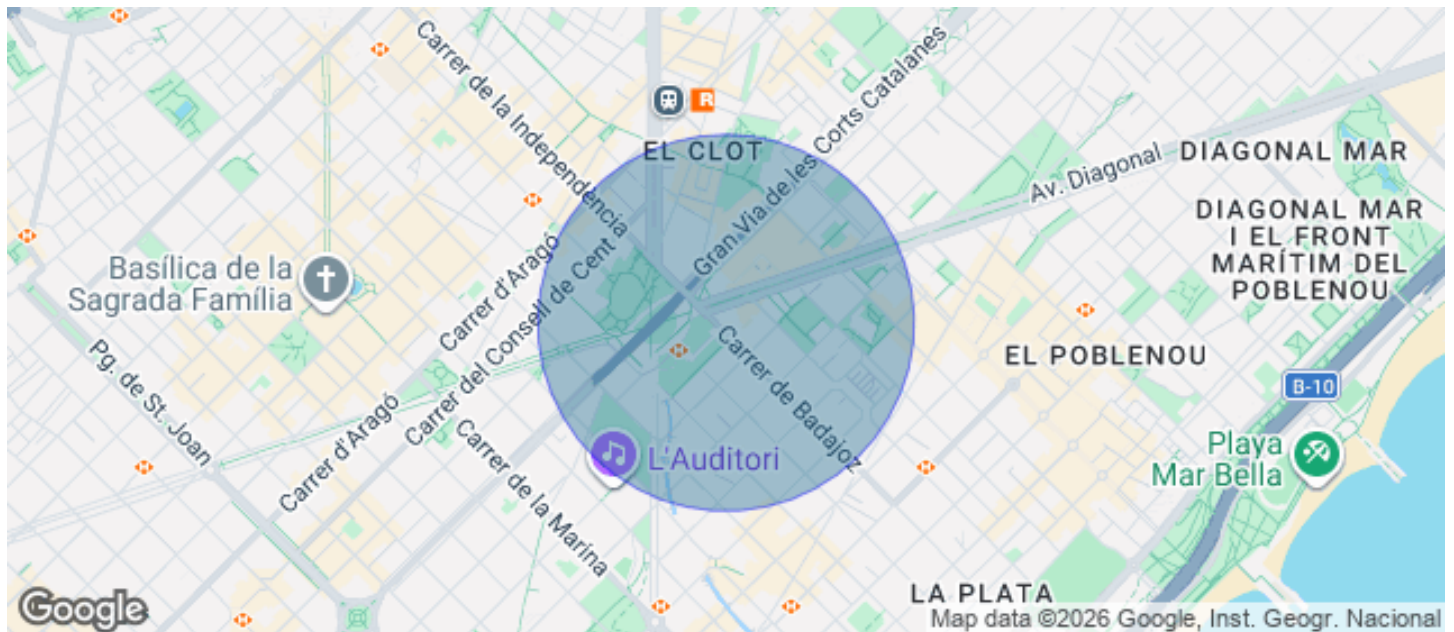 Carrer de la Independència
R
EL CLOT
Gran Via de les Corts Catalanes
Av. Diagonal
DIAGONAL MAR
DIAGONAL MAR
I EL FRONT
MARÍTIM DEL
POBLENOU
Basílica de la
Sagrada Família
Carrer d'Aragó
Carrer del Consell de Cent
Pg. de St. Joan
Carrer d'Aragó
Carrer de la Marina
Carrer de Badajoz
EL POBLENOU
B-10
L'Auditori
Playa
Mar Bella
LA PLATA
Google
Map data ©2026 Google, Inst. Geogr. Nacional